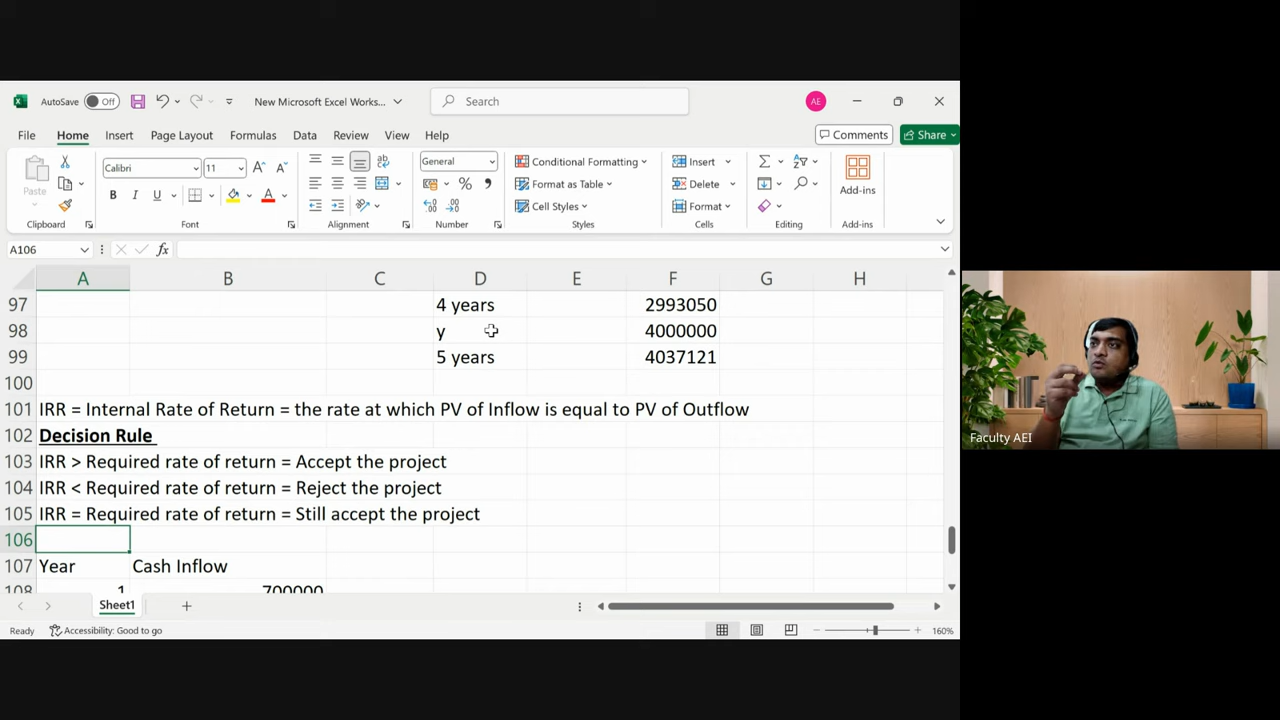 AutoSave Off New Microsoft Excel Works... Search AE
File Home Insert Page Layout Formulas Data Review View Help Comments Share
Paste Calibri 11 A A ab General Conditional Formatting Insert Add-ins
B I U A % Format as Table Delete
Cell Styles Format
Clipboard Font Alignment Number Styles Cells Editing Add-ins
A106 fx
A B C D E F G H
97 4 years 2993050
98 y 4000000
99 5 years 4037121
100
101 IRR = Internal Rate of Return = the rate at which PV of Inflow is equal to PV of Outflow
102 Decision Rule
103 IRR > Required rate of return = Accept the project
104 IRR < Required rate of return = Reject the project
105 IRR = Required rate of return = Still accept the project
106
107 Year Cash Inflow
108 1 700000
Sheet1
Ready Accessibility: Good to go 160%
Faculty AEI